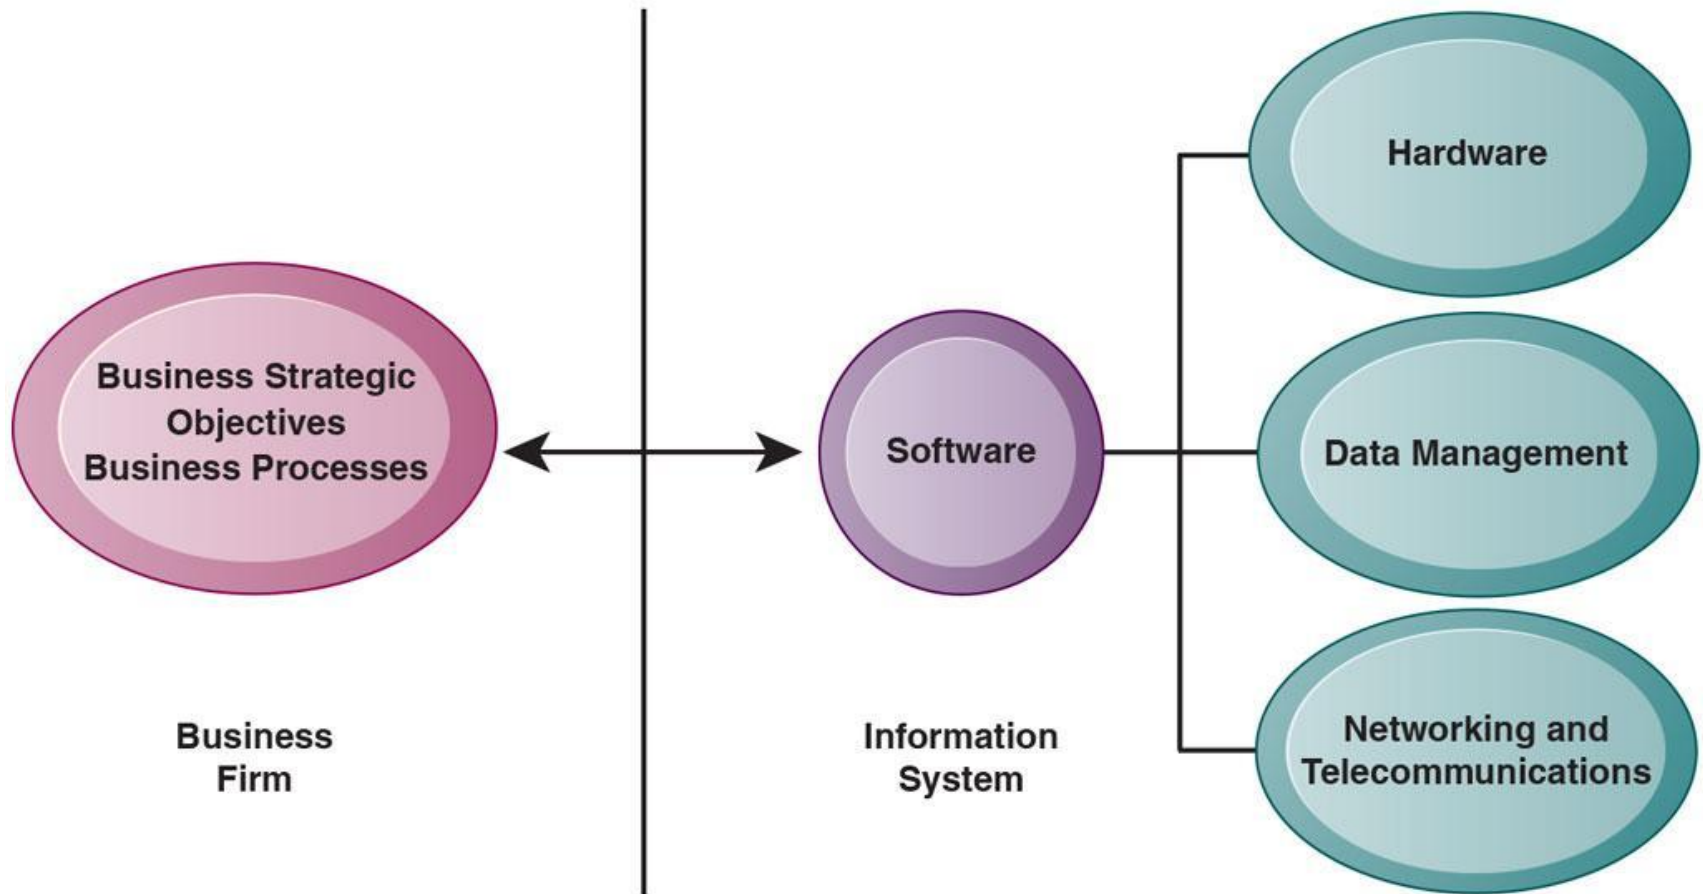 Business Strategic
Objectives
Business Processes
Business
Firm
Software
Information
System
Hardware
Data Management
Networking and
Telecommunications